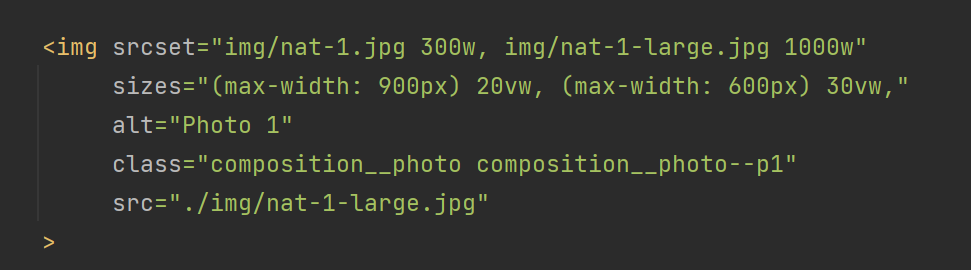 <img srcset="img/nat-1.jpg 300w, img/nat-1-large.jpg 1000w"
sizes="(max-width: 900px) 20vw, (max-width: 600px) 30vw,"
alt="Photo 1"
class="composition__photo composition__photo--p1"
src="./img/nat-1-large.jpg"
>